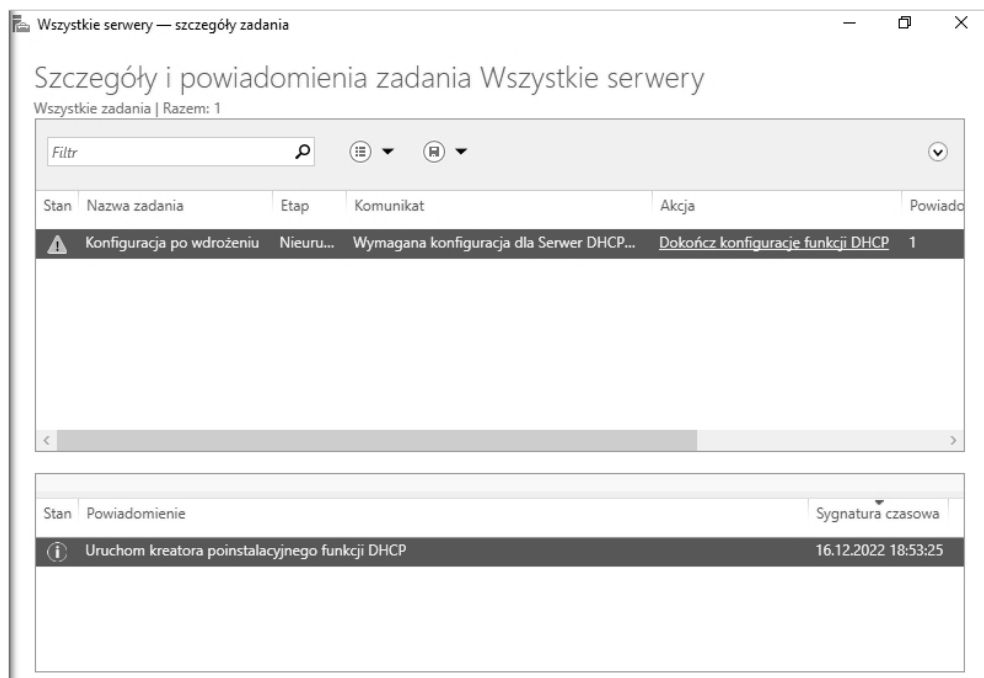 Wszystkie serwery — szczegóły zadania
Szczegóły i powiadomienia zadania Wszystkie serwery
Wszystkie zadania | Razem: 1
Filtr
Stan Nazwa zadania Etap Komunikat Akcja Powiado
Konfiguracja po wdrożeniu Nieuru... Wymagana konfiguracja dla Serwer DHCP... Dokończ konfigurację funkcji DHCP 1
Stan Powiadomienie Sygnatura czasowa
Uruchom kreatora poinstalacyjnego funkcji DHCP 16.12.2022 18:53:25